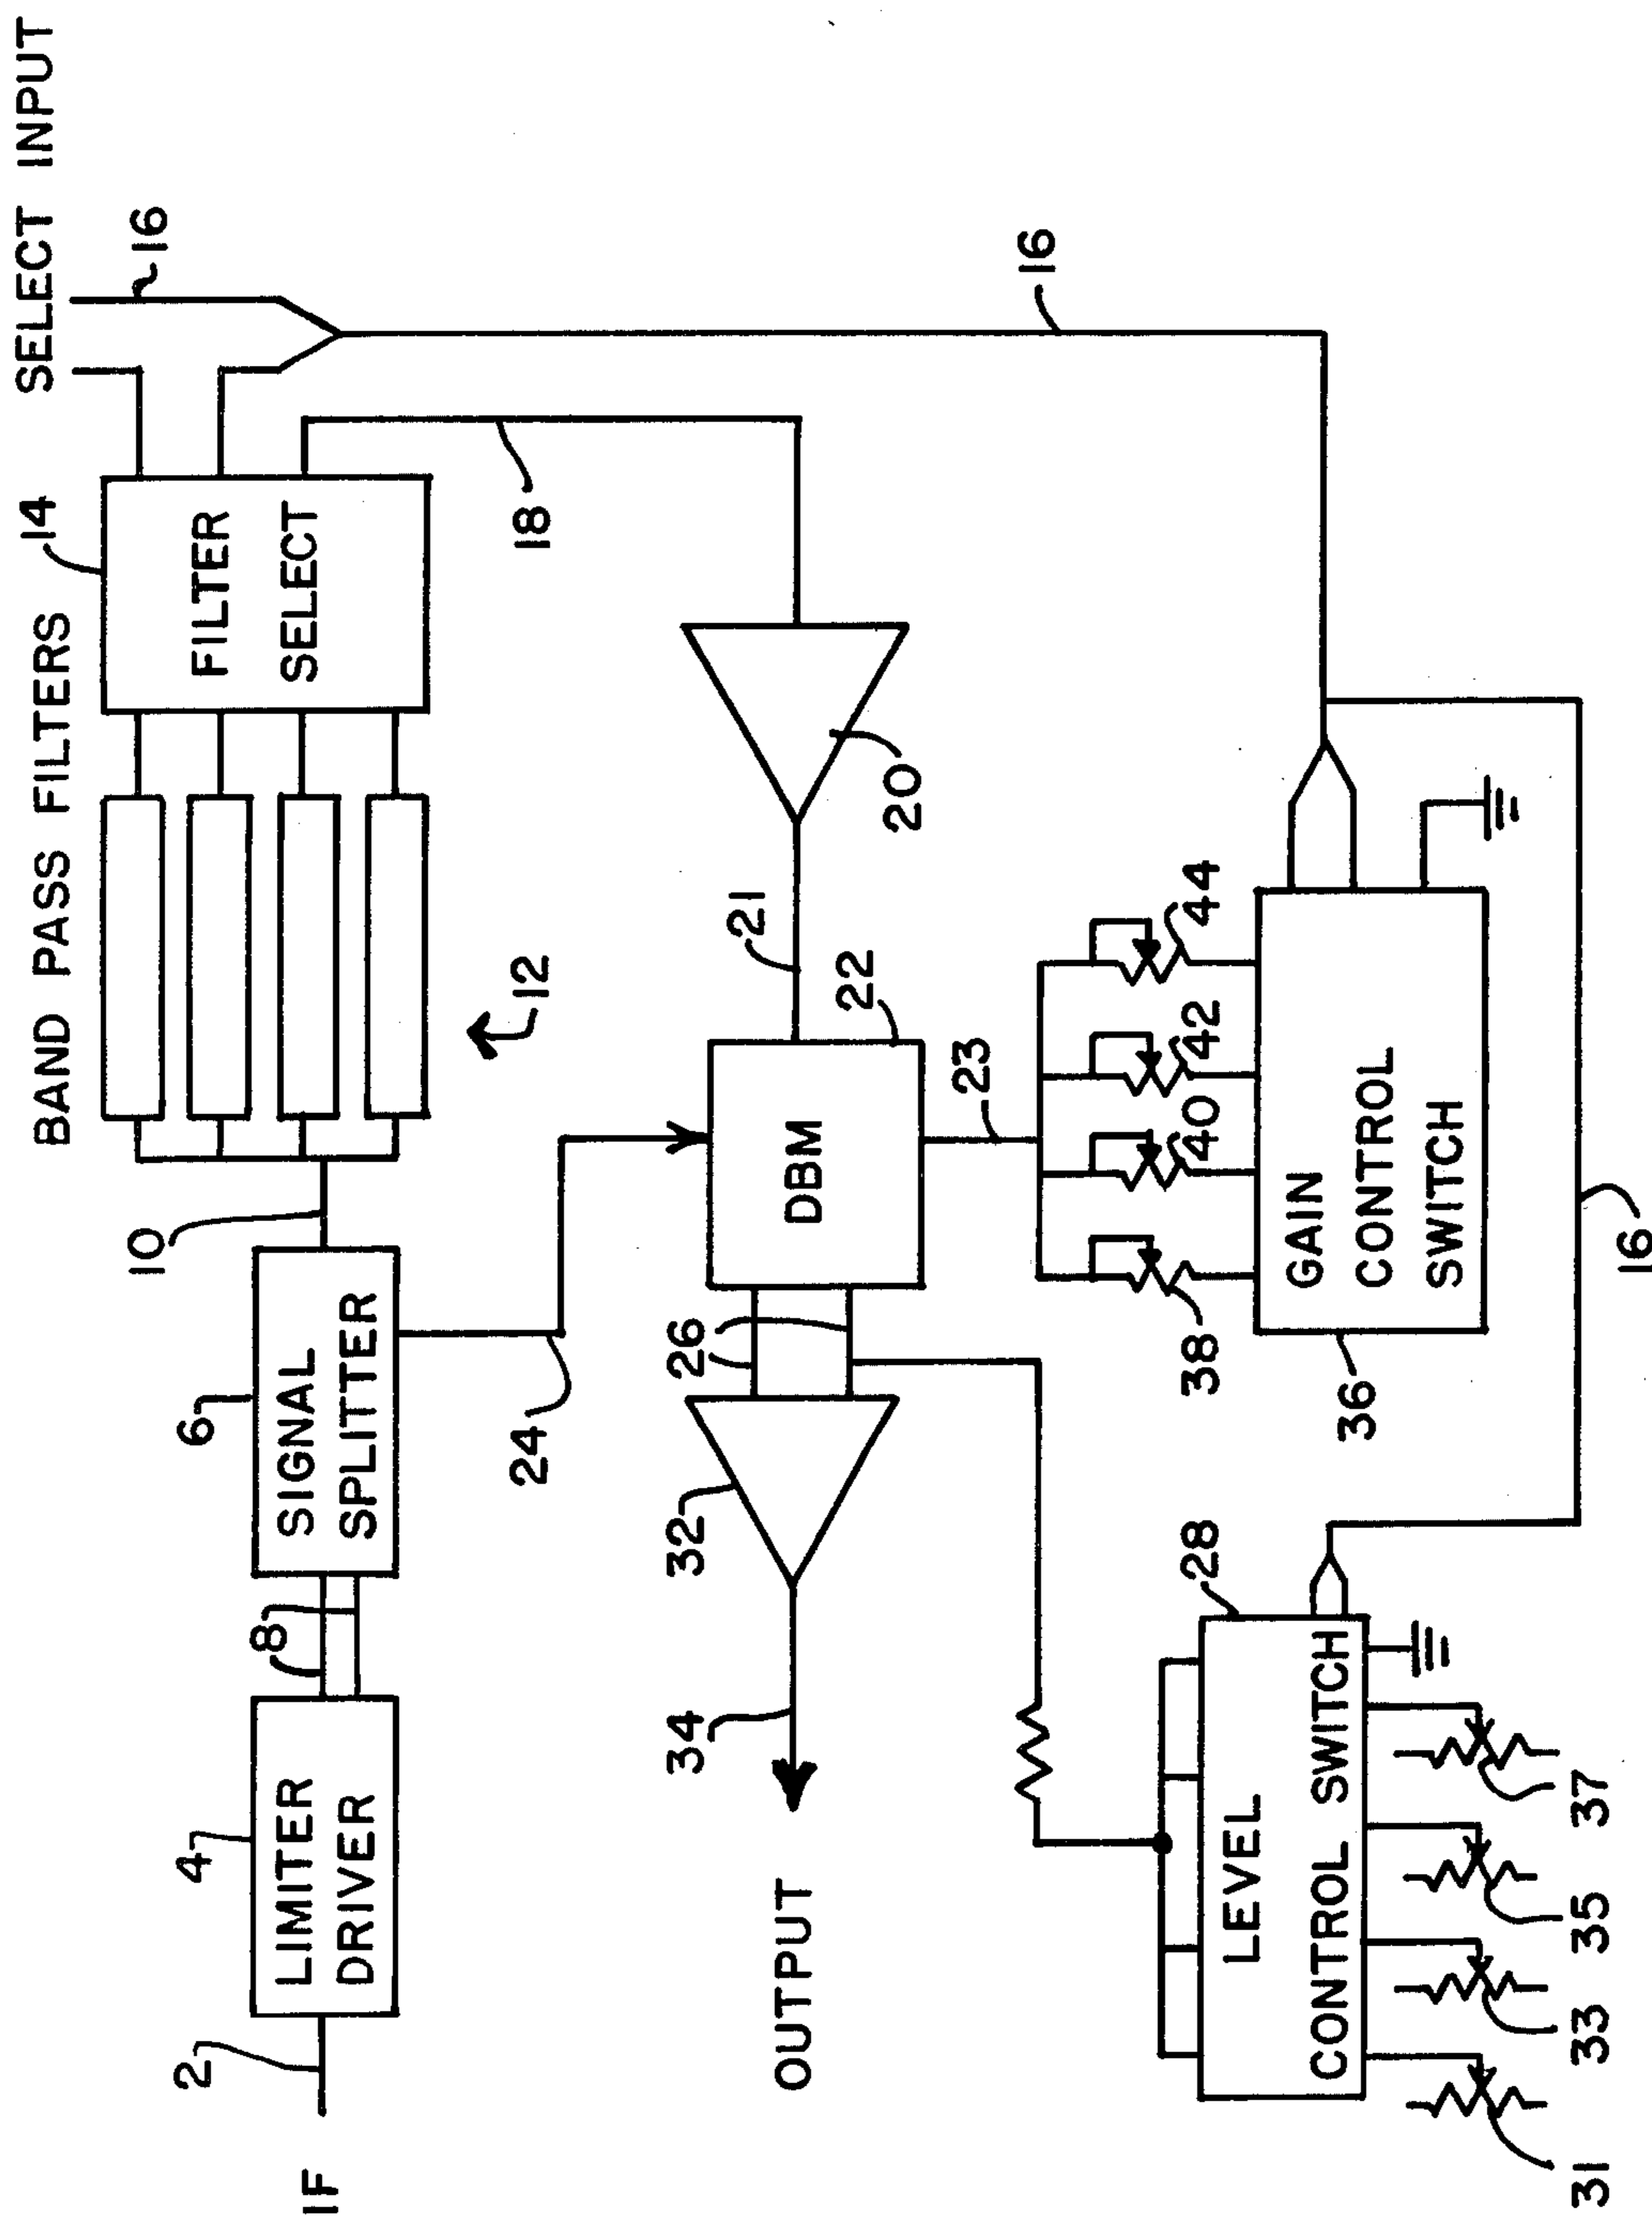 BAND PASS FILTERS
SELECT INPUT
14
16
FILTER
SELECT
10
12
6
SIGNAL
SPLITTER
8
4
LIMITER
DRIVER
2
IF
18
24
20
21
22
DBM
26
32
34
OUTPUT
23
16
38
40
42
44
GAIN
CONTROL
SWITCH
36
28
LEVEL
CONTROL SWITCH
31
33
35
37
16